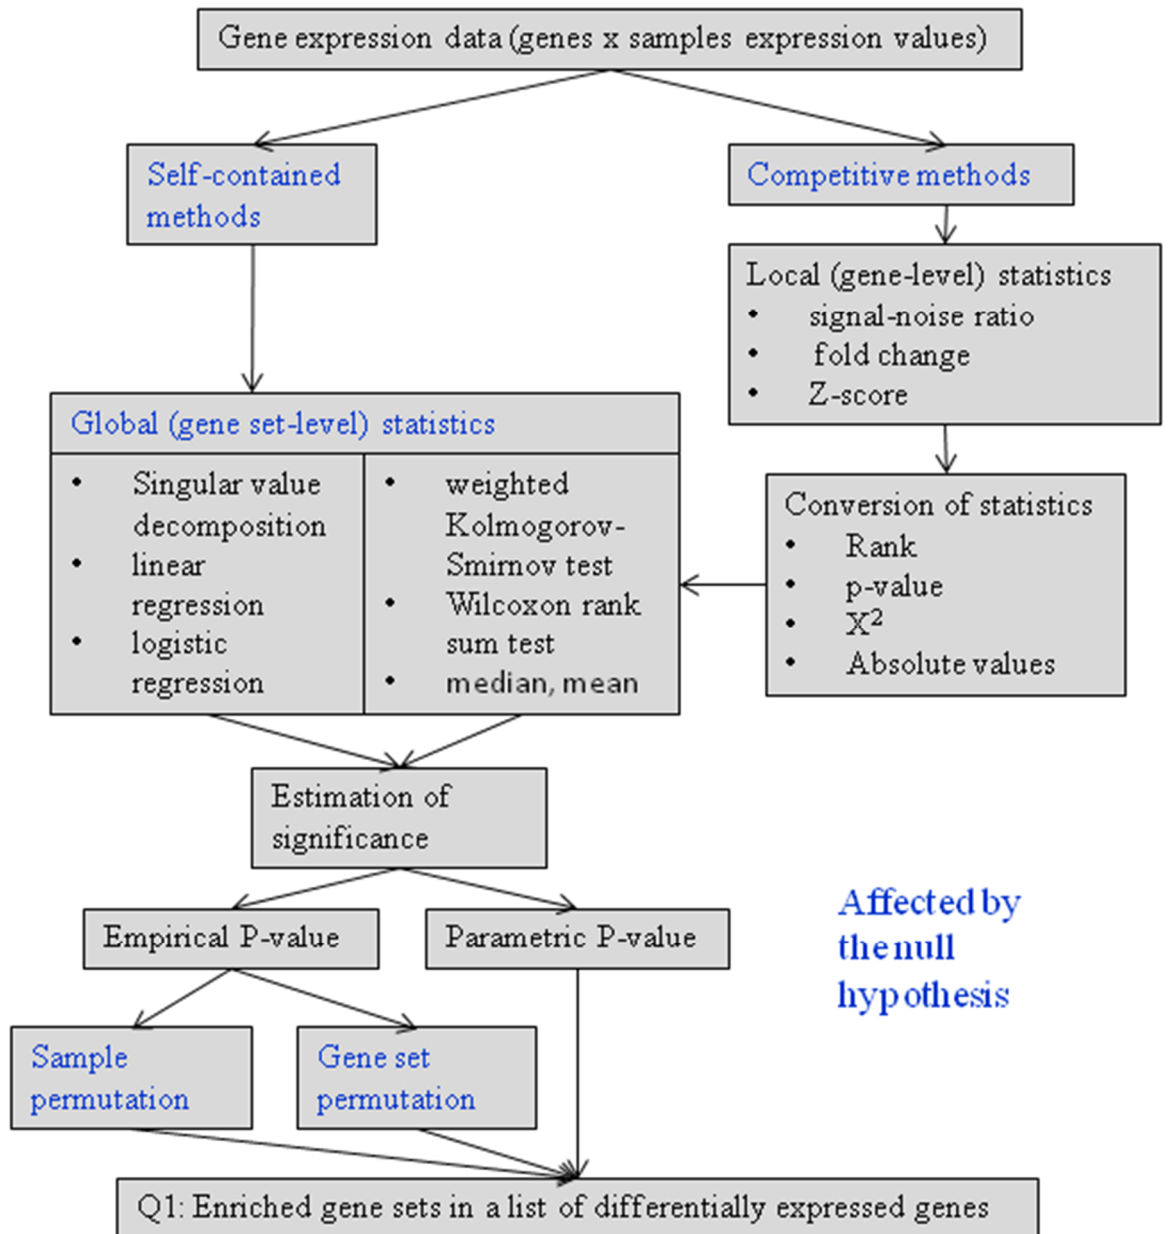 Gene expression data (genes x samples expression values)
Self-contained
methods
Competitive methods
Local (gene-level) statistics
• signal-noise ratio
• fold change
• Z-score
Global (gene set-level) statistics
• Singular value
decomposition
• linear
regression
• logistic
regression
• weighted
Kolmogorov-
Smirnov test
• Wilcoxon rank
sum test
• median, mean
Conversion of statistics
• Rank
• p-value
• X²
• Absolute values
Estimation of
significance
Empirical P-value
Parametric P-value
Affected by
the null
hypothesis
Sample
permutation
Gene set
permutation
Q1: Enriched gene sets in a list of differentially expressed genes